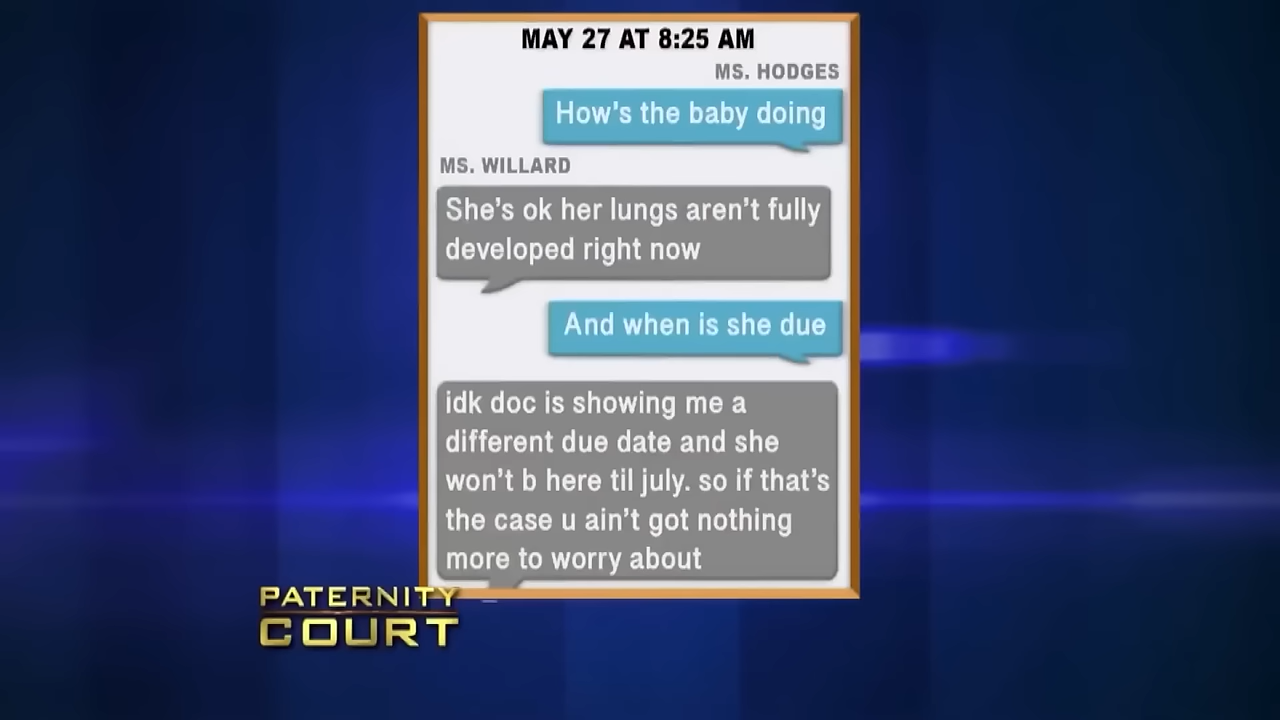 MAY 27 AT 8:25 AM
MS. HODGES
How's the baby doing
MS. WILLARD
She's ok her lungs aren't fully
developed right now
And when is she due
idk doc is showing me a
different due date and she
won't b here til july. so if that's
the case u ain't got nothing
more to worry about
PATERNITY
COURT